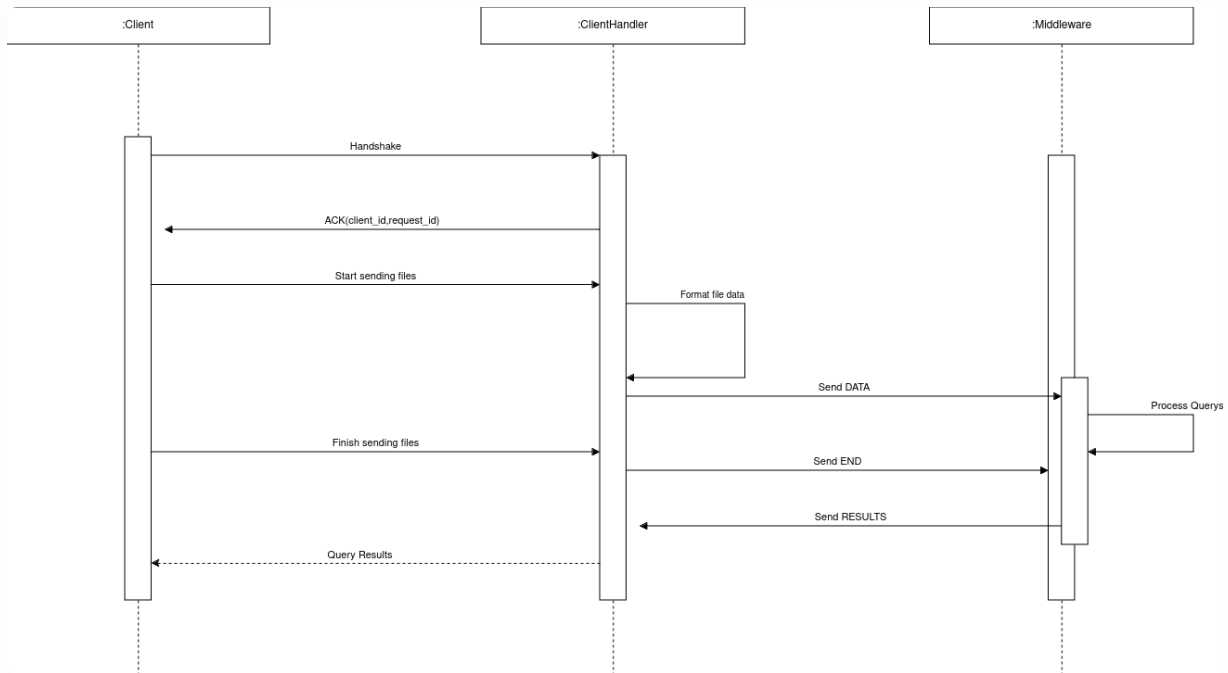 :Client
:ClientHandler
:Middleware
Handshake
ACK(client_id,request_id)
Start sending files
Format file data
Send DATA
Process Querys
Finish sending files
Send END
Send RESULTS
Query Results